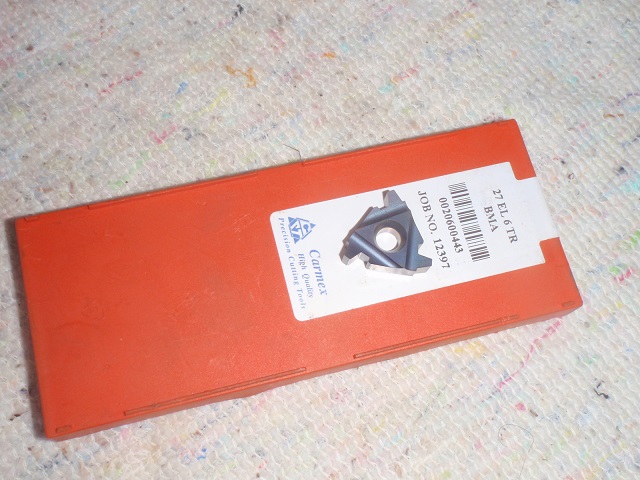 27 EL 6 TR
BMA
0020600443
JOB NO. 12397
Carmex
High Quality
Precision Cutting Tools